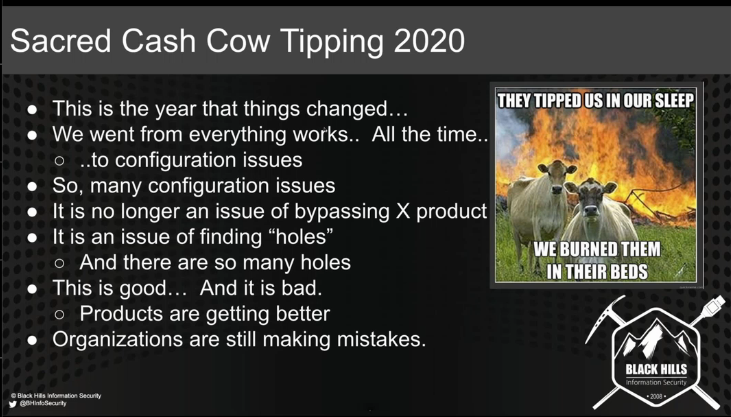 Sacred Cash Cow Tipping 2020
● This is the year that things changed…
● We went from everything works.. All the time..
○ ..to configuration issues
● So, many configuration issues
● It is no longer an issue of bypassing X product
● It is an issue of finding “holes”
○ And there are so many holes
● This is good… And it is bad.
○ Products are getting better
● Organizations are still making mistakes.
THEY TIPPED US IN OUR SLEEP
WE BURNED THEM
IN THEIR BEDS
BLACK HILLS
Information Security
• 2008 •
© Black Hills Information Security
@BHInfoSecurity